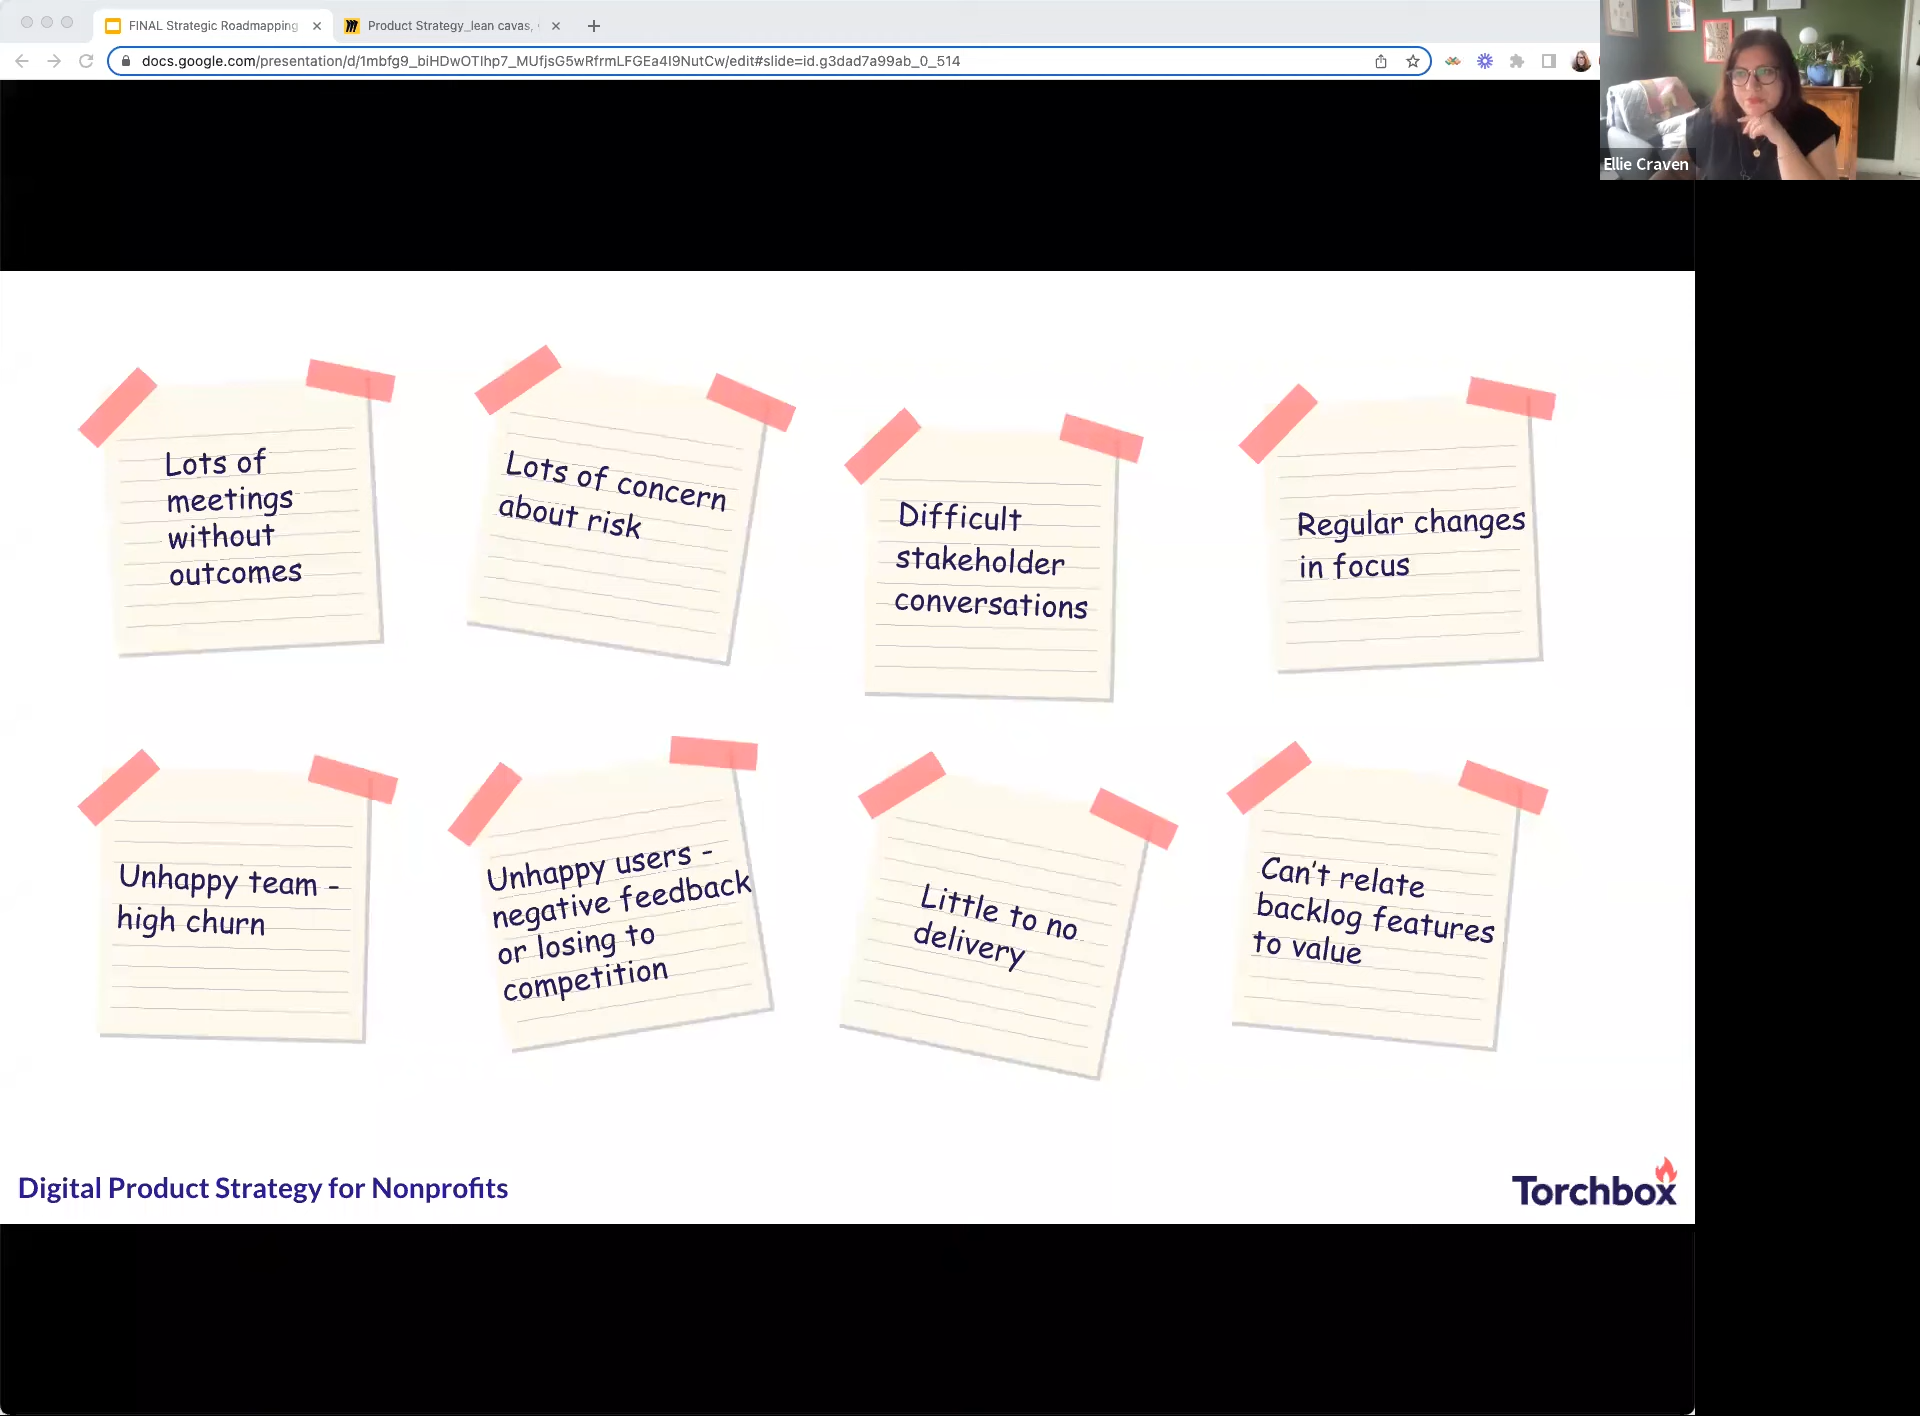 FINAL Strategic Roadmapping
Product Strategy_lean cavas,
docs.google.com/presentation/d/1mbfg9_biHDwOTIhp7_MUfjsG5wRfrmLFGEa4I9NutCw/edit#slide=id.g3dad7a99ab_0_514
Ellie Craven
Lots of
meetings
without
outcomes
Lots of concern
about risk
Difficult
stakeholder
conversations
Regular changes
in focus
Unhappy team -
high churn
Unhappy users -
negative feedback
or losing to
competition
Little to no
delivery
Can't relate
backlog features
to value
Digital Product Strategy for Nonprofits
Torchbox